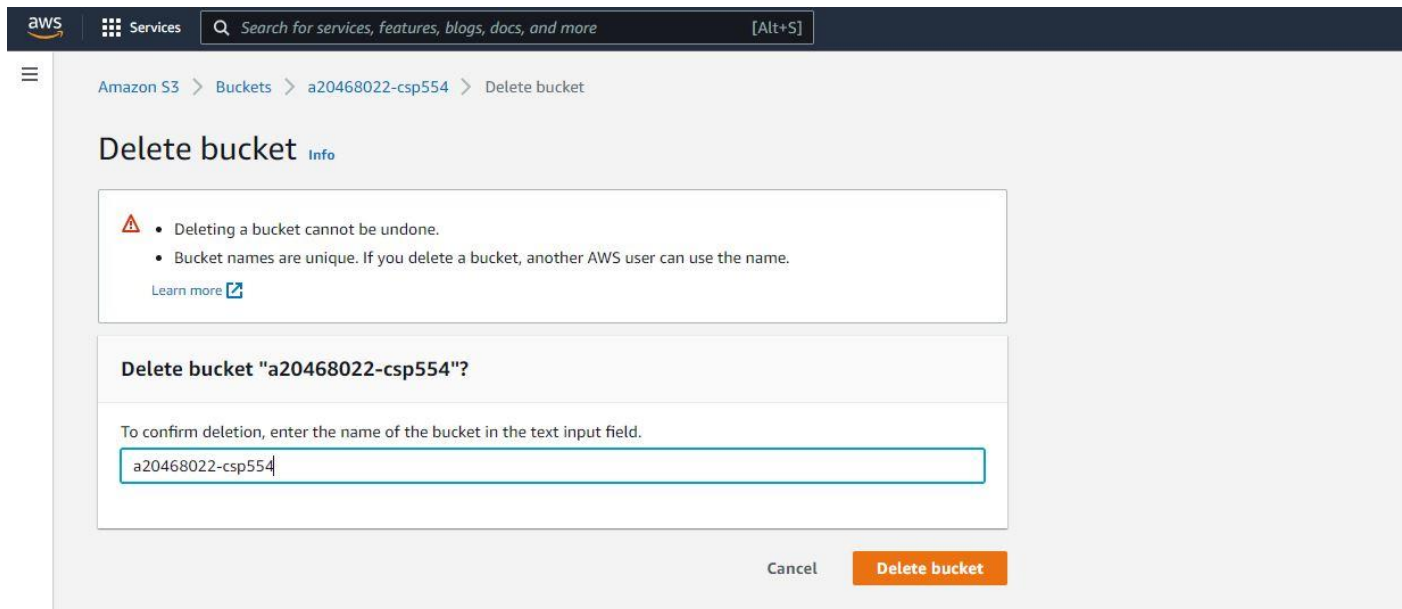 aws Services Search for services, features, blogs, docs, and more [Alt+S]
Amazon S3 > Buckets > a20468022-csp554 > Delete bucket
Delete bucket Info
• Deleting a bucket cannot be undone.
• Bucket names are unique. If you delete a bucket, another AWS user can use the name.
Learn more
Delete bucket "a20468022-csp554"?
To confirm deletion, enter the name of the bucket in the text input field.
a20468022-csp554
Cancel Delete bucket